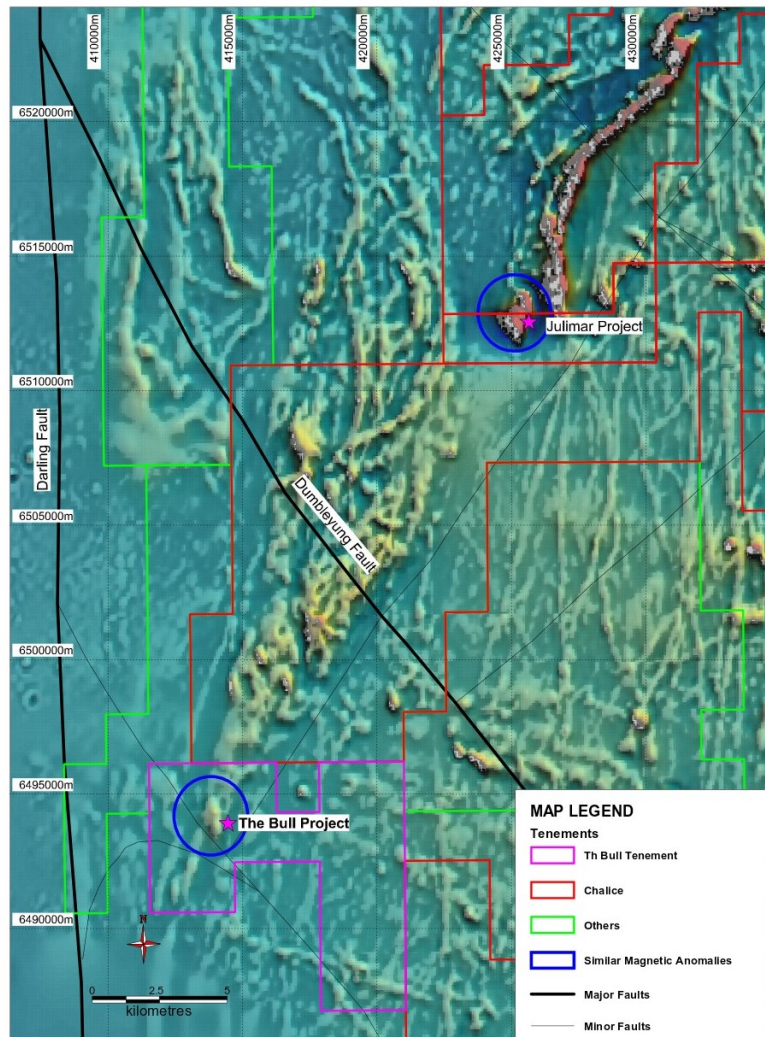 410000m
415000m
420000m
425000m
430000m
6520000m
6515000m
Julimar Project
6510000m
Darling Fault
Dumbleyung Fault
6505000m
6500000m
6495000m
The Bull Project
6490000m
N
0 2.5 5
kilometres
MAP LEGEND
Tenements
Th Bull Tenement
Chalice
Others
Similar Magnetic Anomalies
Major Faults
Minor Faults